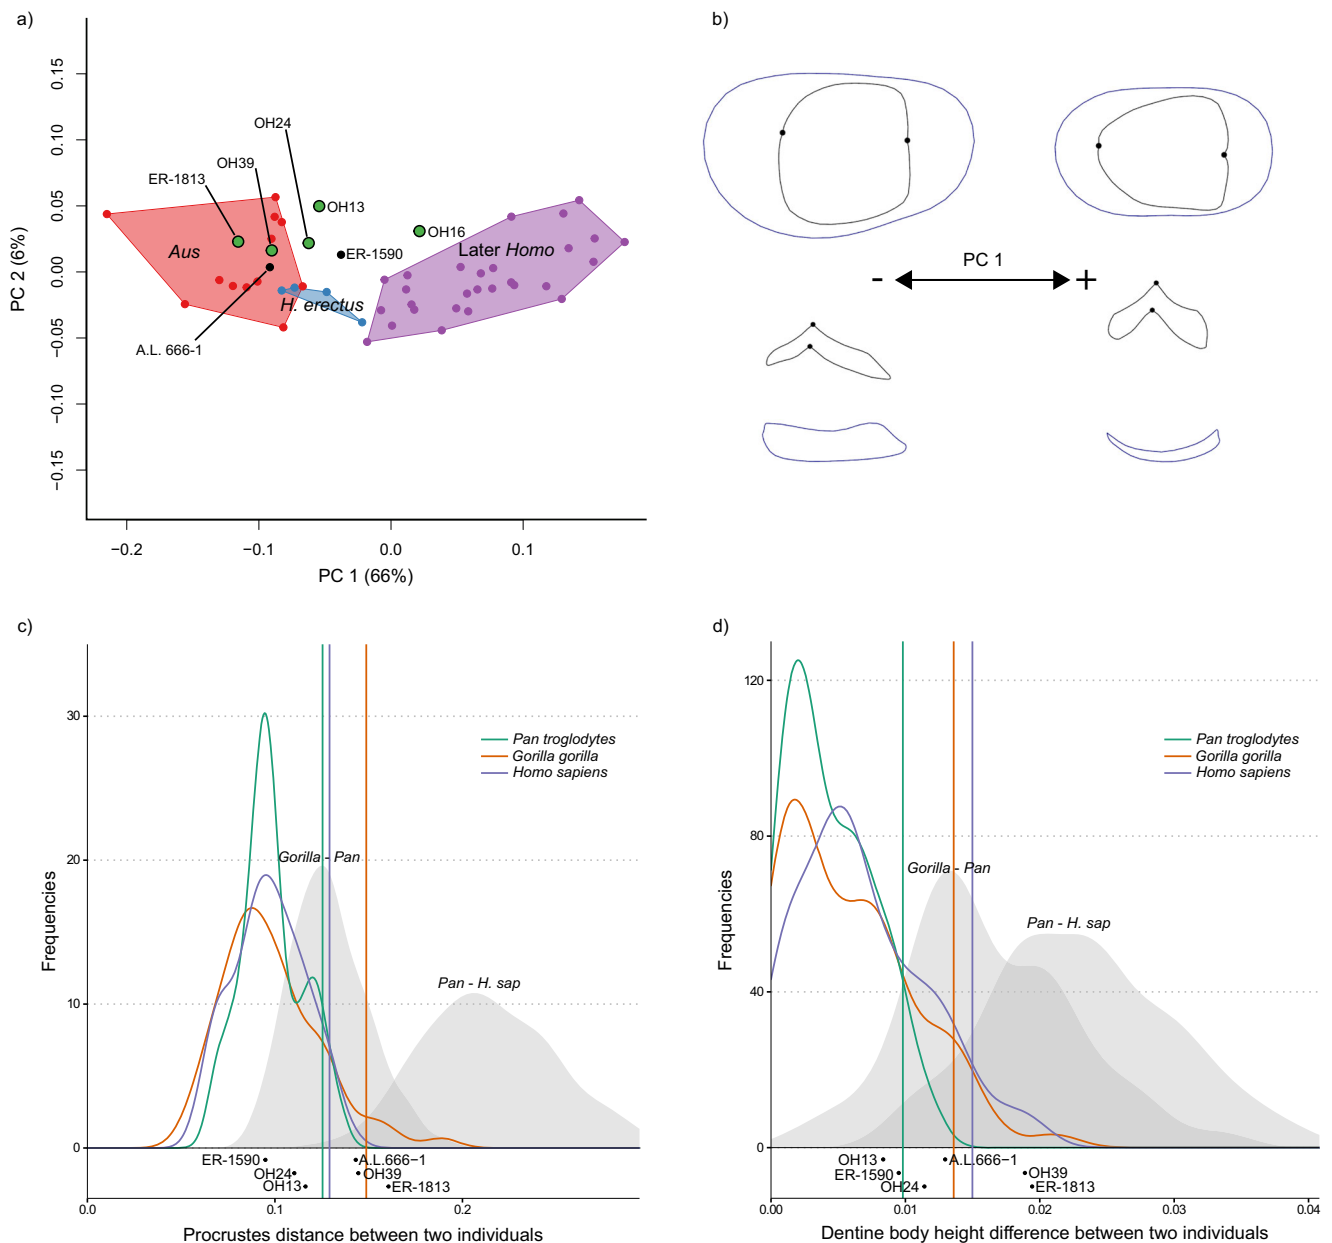 a)
0.15
0.10
0.05
0.00
−0.05
−0.10
−0.15
PC 2 (6%)
OH24
OH39
ER-1813
OH13
OH16
ER-1590
Aus
Later Homo
H. erectus
A.L. 666-1
−0.2
−0.1
0.0
0.1
PC 1 (66%)
b)
PC 1
-
+
c)
30
20
10
0
Frequencies
Pan troglodytes
Gorilla gorilla
Homo sapiens
Gorilla - Pan
Pan - H. sap
ER-1590
A.L.666−1
OH24
OH39
OH13
ER-1813
0.0
0.1
0.2
Procrustes distance between two individuals
d)
120
80
40
0
Frequencies
Pan troglodytes
Gorilla gorilla
Homo sapiens
Gorilla - Pan
Pan - H. sap
OH13
A.L.666−1
ER-1590
OH39
OH24
ER-1813
0.00
0.01
0.02
0.03
0.04
Dentine body height difference between two individuals